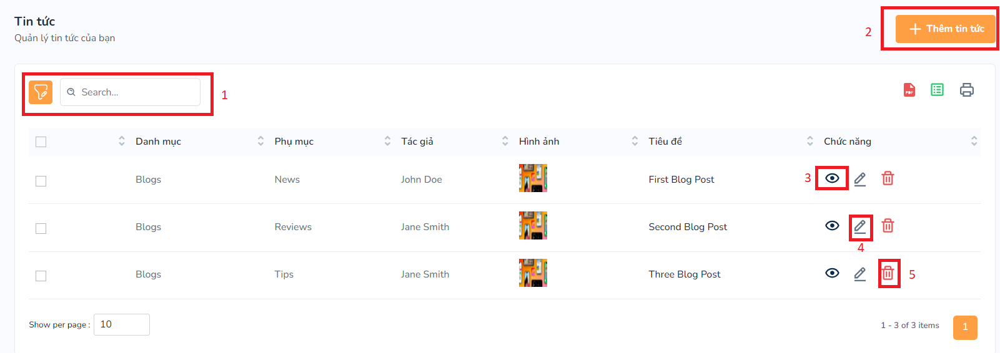 Tin tức
Quản lý tin tức của bạn
2
Thêm tin tức
Search...
1
PDF
Danh mục Phụ mục Tác giả Hình ảnh Tiêu đề Chức năng
Blogs News John Doe First Blog Post 3
Blogs Reviews Jane Smith Second Blog Post
4
Blogs Tips Jane Smith Three Blog Post 5
Show per page : 10 1 - 3 of 3 items 1